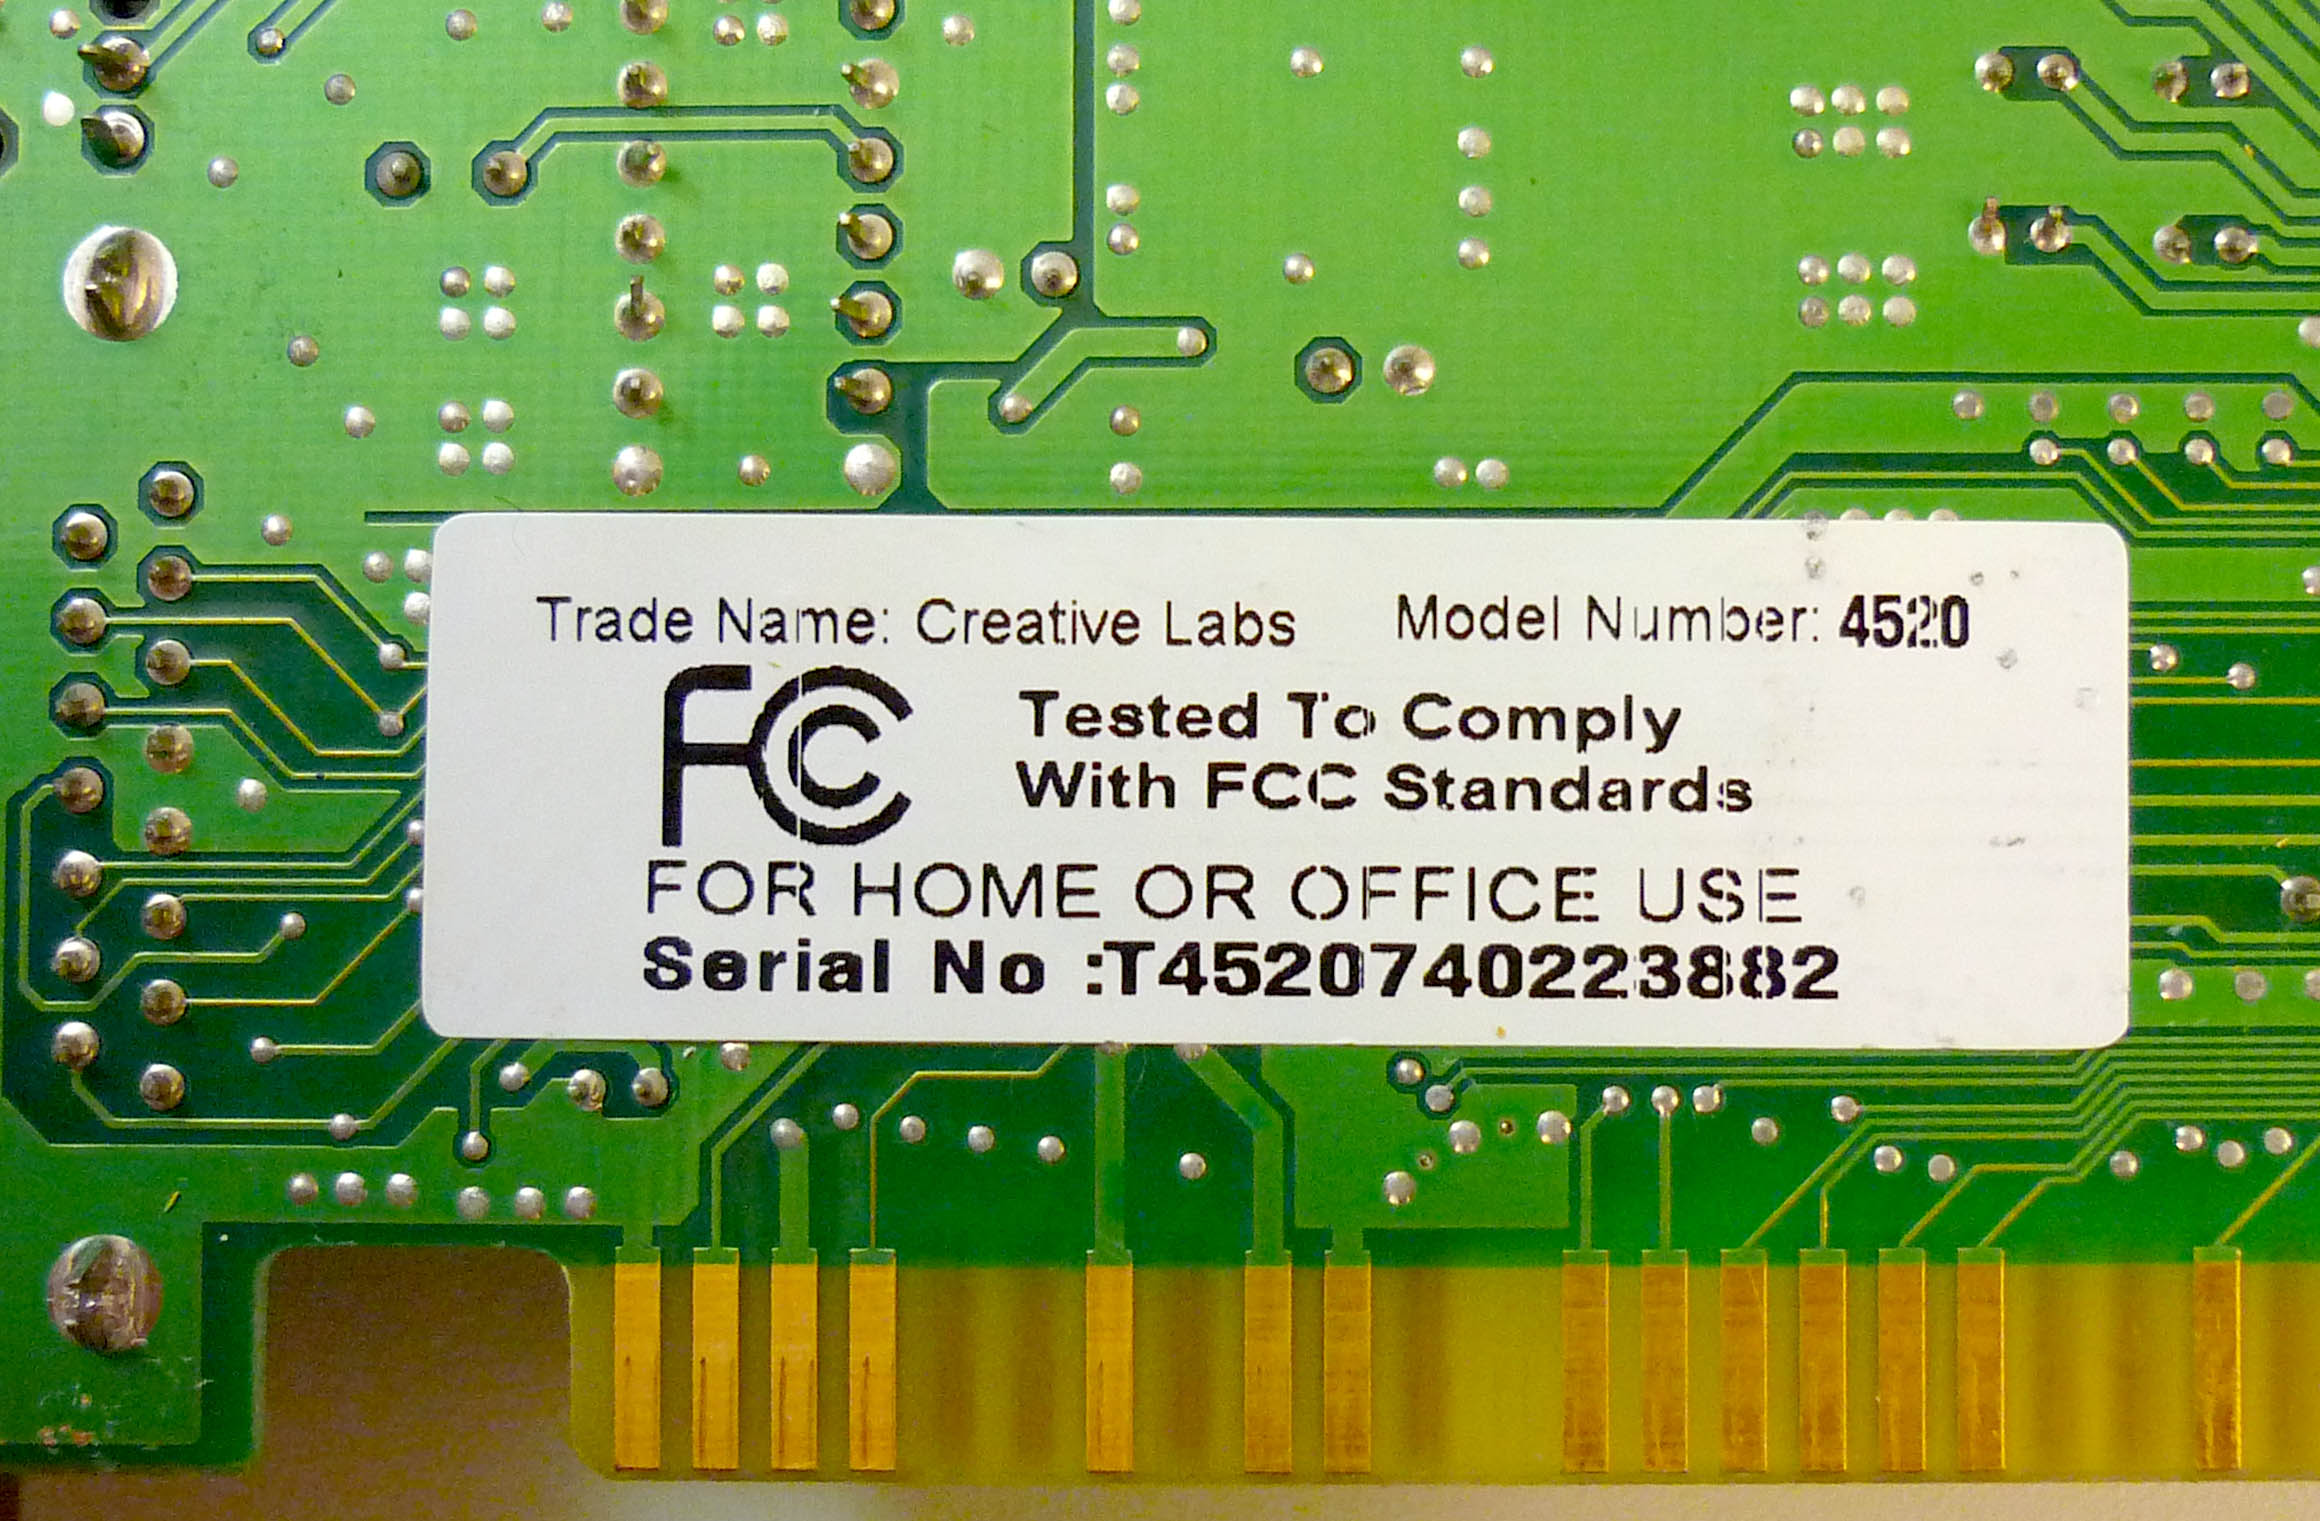 Trade Name: Creative Labs Model Number: 4520
FCC Tested To Comply
With FCC Standards
FOR HOME OR OFFICE USE
Serial No :T4520740223882